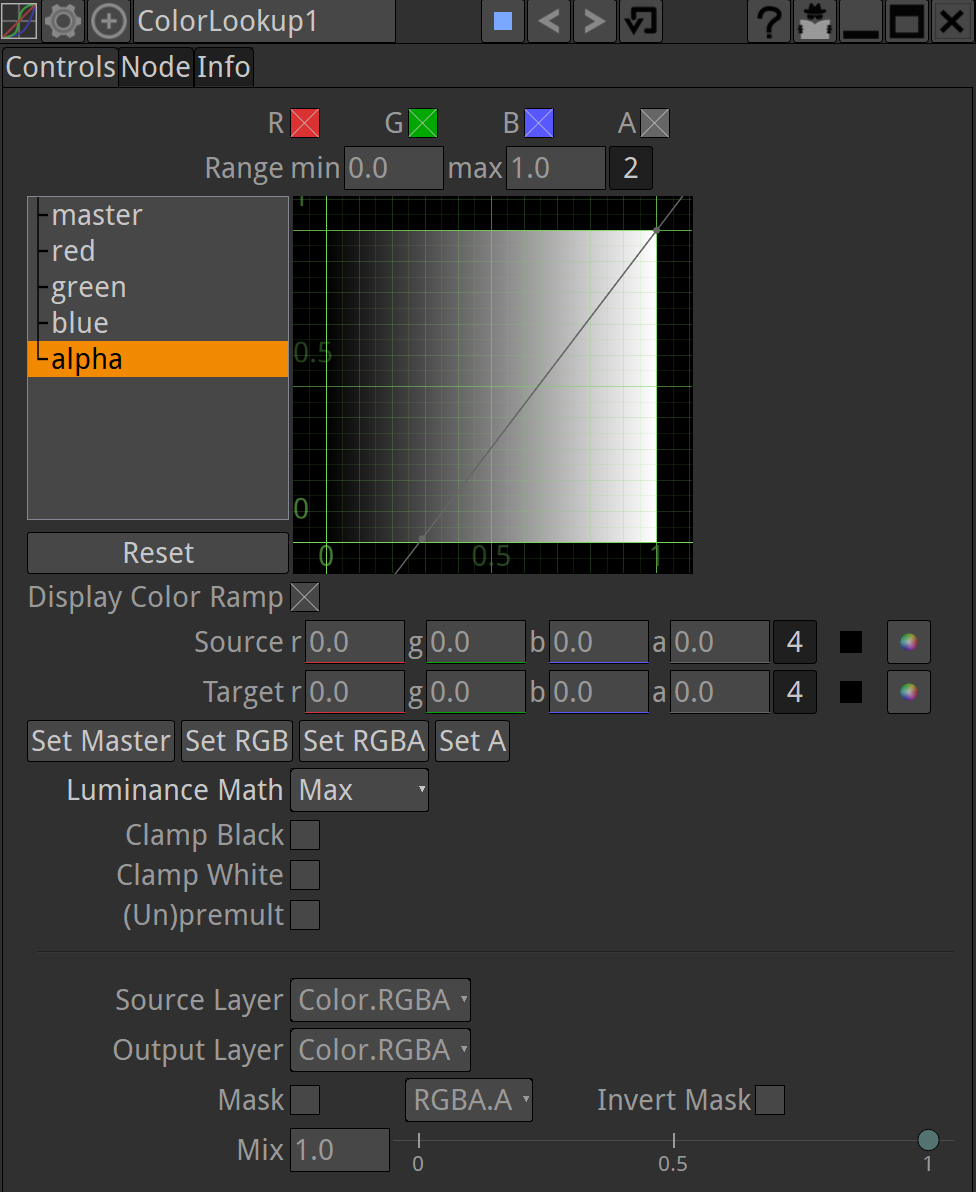 ColorLookup1
?
Controls Node Info
R G B A
Range min 0.0 max 1.0 2
master
red
green
blue
alpha
1
0.5
0
0 0.5 1
Reset
Display Color Ramp
Source r 0.0 g 0.0 b 0.0 a 0.0 4
Target r 0.0 g 0.0 b 0.0 a 0.0 4
Set Master Set RGB Set RGBA Set A
Luminance Math Max
Clamp Black
Clamp White
(Un)premult
Source Layer Color.RGBA
Output Layer Color.RGBA
Mask RGBA.A Invert Mask
Mix 1.0
0 0.5 1